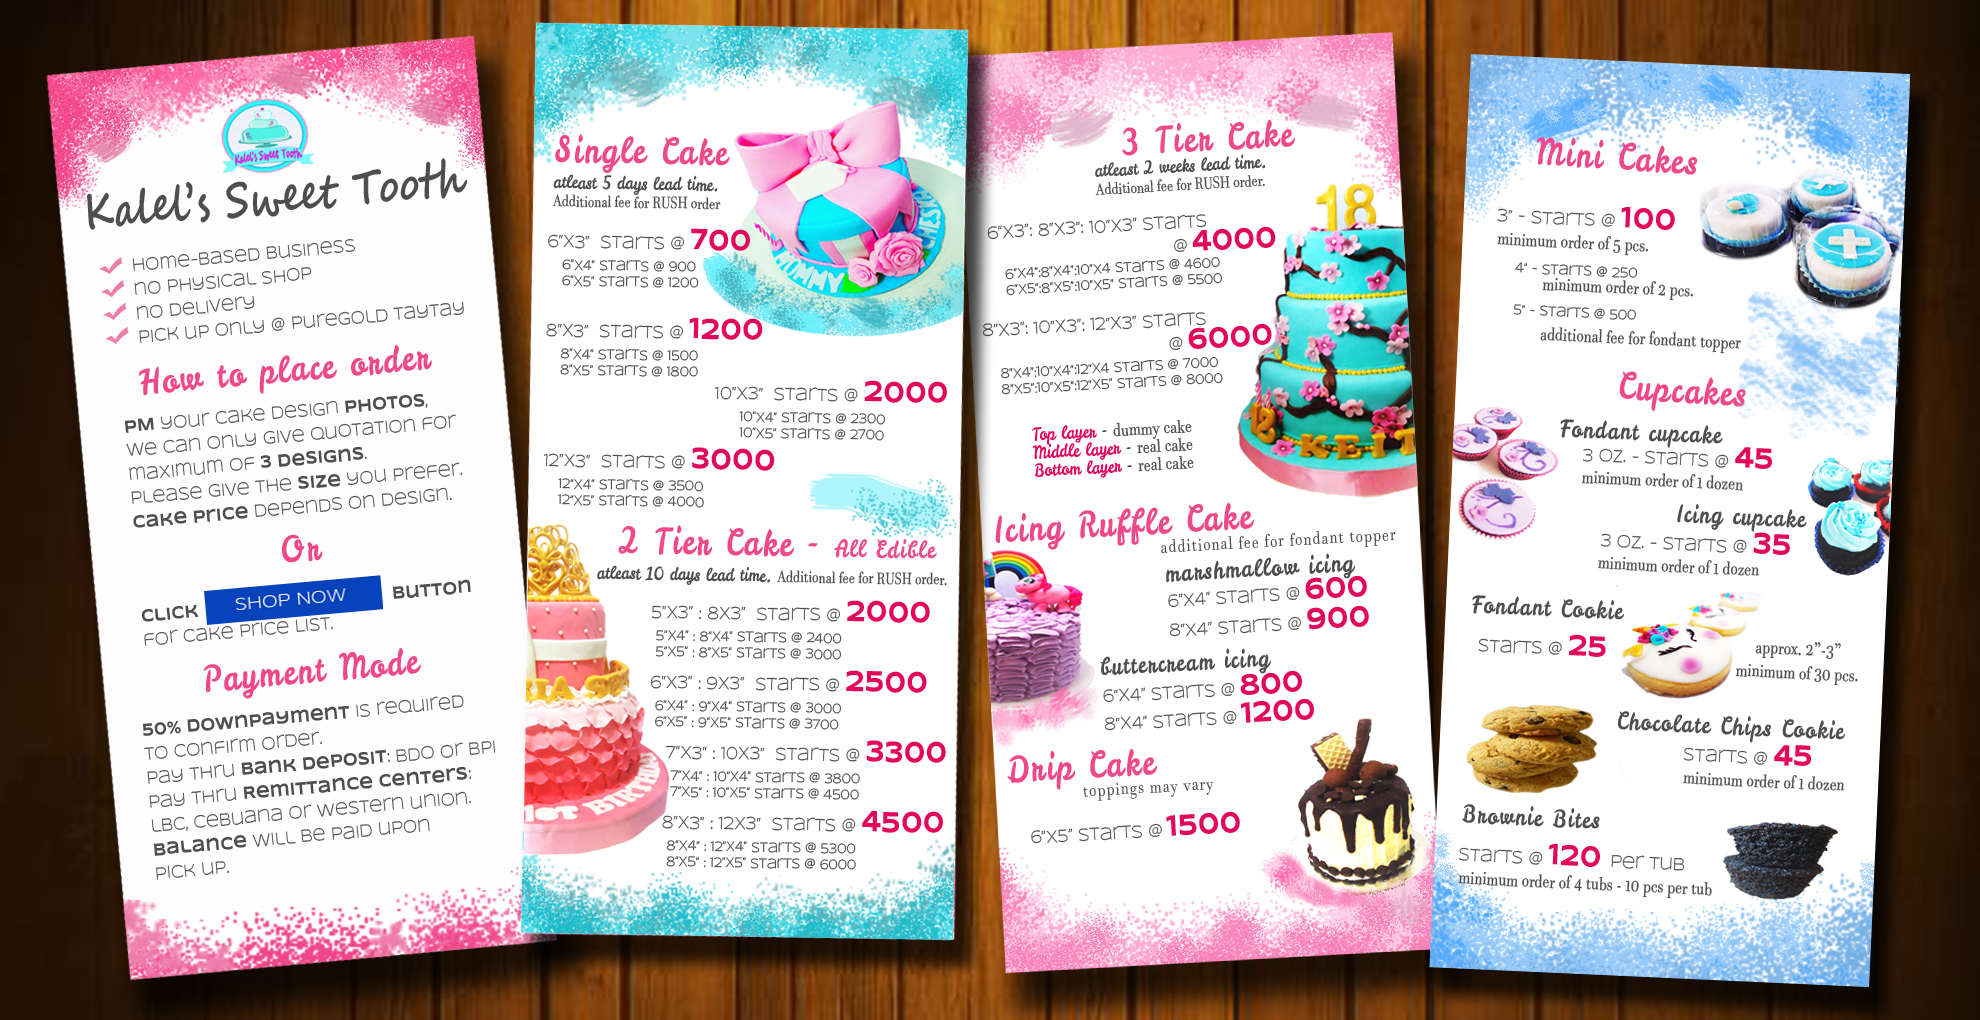 Kalel's Sweet Tooth
Kalel's Sweet Tooth
Home-Based Business
no Physical Shop
no Delivery
Pick up only @ Puregold Taytay
How to place order
PM your cake design PHOTOS,
we can only give quotation for
maximum of 3 Designs.
Please give the size you prefer.
Cake price depends on design.
Or
CLICK SHOP NOW BUTTON
for cake price list.
Payment Mode
50% Downpayment is required
to confirm order.
Pay thru Bank Deposit: BDO or BPI
Pay thru Remittance Centers:
LBC, Cebuana or Western Union.
Balance will be paid upon
pick up.
Single Cake
atleast 5 days lead time.
Additional fee for RUSH order
6"X3" Starts @ 700
6"X4" Starts @ 900
6"X5" Starts @ 1200
8"X3" Starts @ 1200
8"X4" Starts @ 1500
8"X5" Starts @ 1800
10"X3" Starts @ 2000
10"X4" Starts @ 2300
10"X5" Starts @ 2700
12"X3" Starts @ 3000
12"X4" Starts @ 3500
12"X5" Starts @ 4000
MOMMY
2 Tier Cake - All Edible
atleast 10 days lead time. Additional fee for RUSH order.
5"X3" : 8X3" Starts @ 2000
5"X4" : 8"X4" Starts @ 2400
5"X5" : 8"X5" Starts @ 3000
6"X3" : 9X3" Starts @ 2500
6"X4" : 9"X4" Starts @ 3000
6"X5" : 9"X5" Starts @ 3700
7"X3" : 10X3" Starts @ 3300
7"X4" : 10"X4" Starts @ 3800
7"X5" : 10"X5" Starts @ 4500
8"X3" : 12X3" Starts @ 4500
8"X4" : 12"X4" Starts @ 5300
8"X5" : 12"X5" Starts @ 6000
3 Tier Cake
atleast 2 weeks lead time.
Additional fee for RUSH order.
6"X3": 8"X3": 10"X3" Starts
@ 4000
6"X4":8"X4":10"X4 Starts @ 4600
6"X5":8"X5":10"X5" Starts @ 5500
8"X3": 10"X3": 12"X3" Starts
@ 6000
8"X4":10"X4":12"X4 Starts @ 7000
8"X5":10"X5":12"X5" Starts @ 8000
Top layer - dummy cake
Middle layer - real cake
Bottom layer - real cake
18
Icing Ruffle Cake
additional fee for fondant topper
marshmallow icing
6"X4" Starts @ 600
8"X4" Starts @ 900
buttercream icing
6"X4" Starts @ 800
8"X4" Starts @ 1200
Drip Cake
toppings may vary
6"X5" Starts @ 1500
Mini Cakes
3" - Starts @ 100
minimum order of 5 pcs.
4" - Starts @ 250
minimum order of 2 pcs.
5" - Starts @ 500
additional fee for fondant topper
Cupcakes
Fondant cupcake
3 OZ. - Starts @ 45
minimum order of 1 dozen
Icing cupcake
3 OZ. - Starts @ 35
minimum order of 1 dozen
Fondant Cookie
Starts @ 25
approx. 2"-3"
minimum of 30 pcs.
Chocolate Chips Cookie
Starts @ 45
minimum order of 1 dozen
Brownie Bites
Starts @ 120 Per Tub
minimum order of 4 tubs - 10 pcs per tub